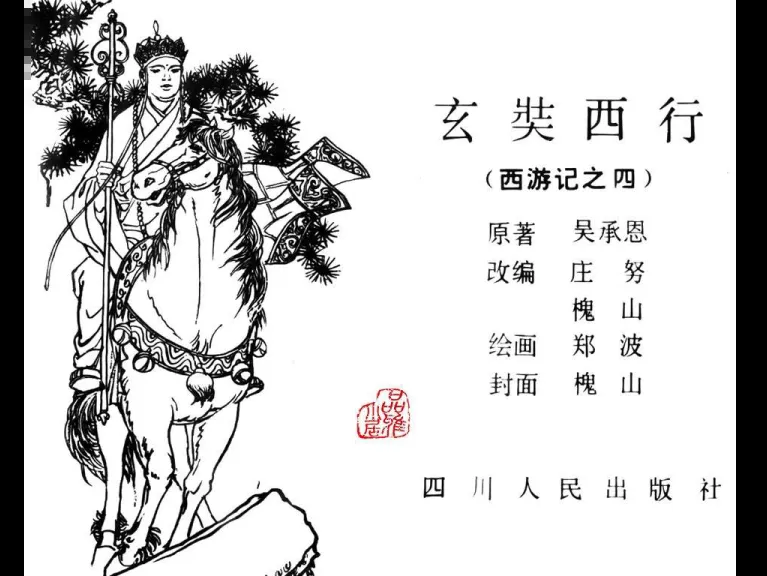 玄奘西行
（西游记之四）
原著 吴承恩
改编 庄努
槐山
绘画 郑波
封面 槐山
四川人民出版社